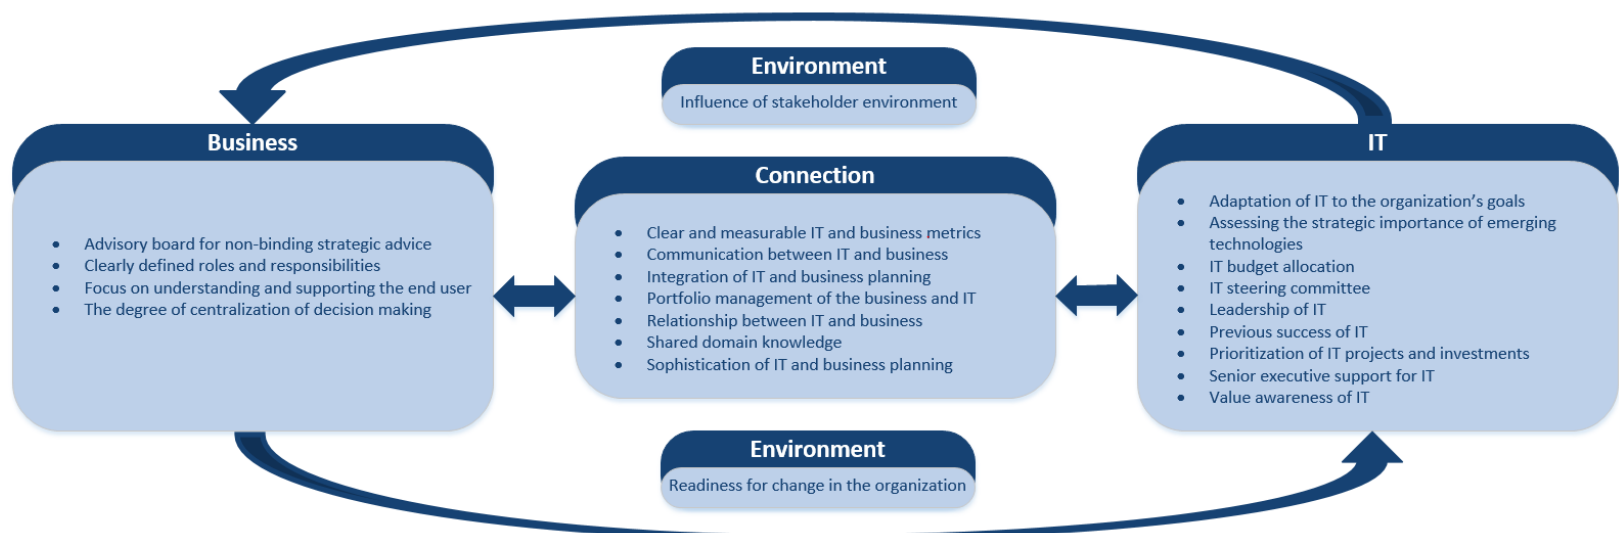 Environment
Influence of stakeholder environment
Business
• Advisory board for non-binding strategic advice
• Clearly defined roles and responsibilities
• Focus on understanding and supporting the end user
• The degree of centralization of decision making
Connection
• Clear and measurable IT and business metrics
• Communication between IT and business
• Integration of IT and business planning
• Portfolio management of the business and IT
• Relationship between IT and business
• Shared domain knowledge
• Sophistication of IT and business planning
IT
• Adaptation of IT to the organization’s goals
• Assessing the strategic importance of emerging
technologies
• IT budget allocation
• IT steering committee
• Leadership of IT
• Previous success of IT
• Prioritization of IT projects and investments
• Senior executive support for IT
• Value awareness of IT
Environment
Readiness for change in the organization